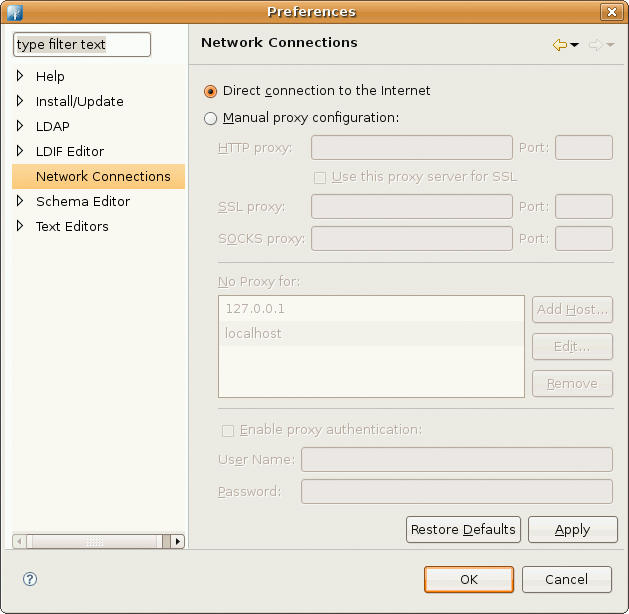 Preferences
type filter text
Help
Install/Update
LDAP
LDIF Editor
Network Connections
Schema Editor
Text Editors
Network Connections
Direct connection to the Internet
Manual proxy configuration:
HTTP proxy: Port:
Use this proxy server for SSL
SSL proxy: Port:
SOCKS proxy: Port:
No Proxy for:
127.0.0.1
localhost
Add Host...
Edit...
Remove
Enable proxy authentication:
User Name:
Password:
Restore Defaults Apply
OK Cancel